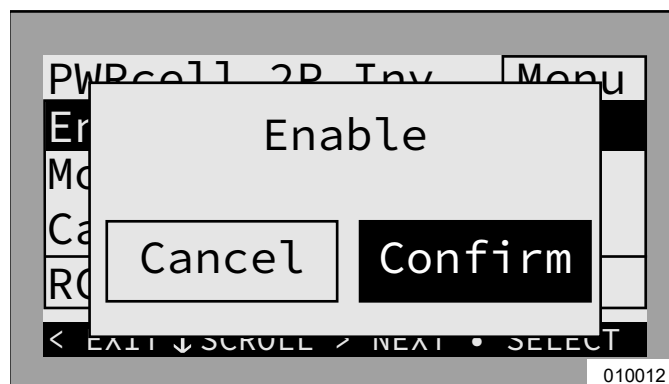 PWRcell 2P Inv Menu
Enable
Cancel Confirm
< EXIT ↓ SCROLL > NEXT • SELECT
010012